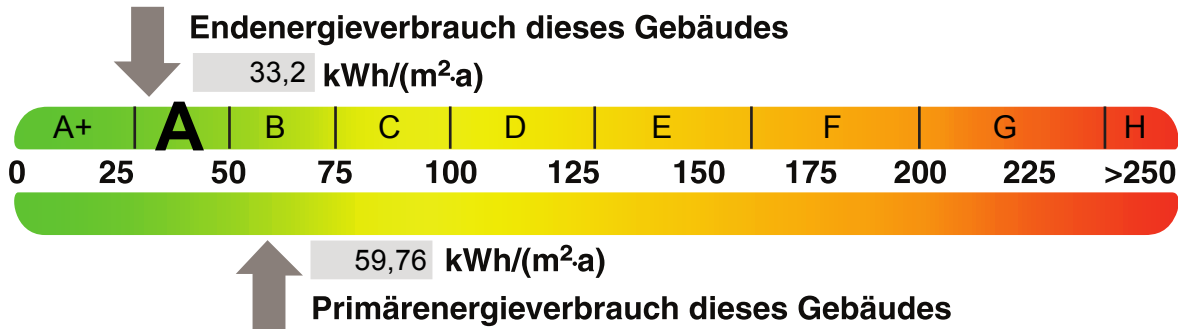 Endenergieverbrauch dieses Gebäudes
33,2 kWh/(m²·a)
A+ A B C D E F G H
0 25 50 75 100 125 150 175 200 225 >250
59,76 kWh/(m²·a)
Primärenergieverbrauch dieses Gebäudes